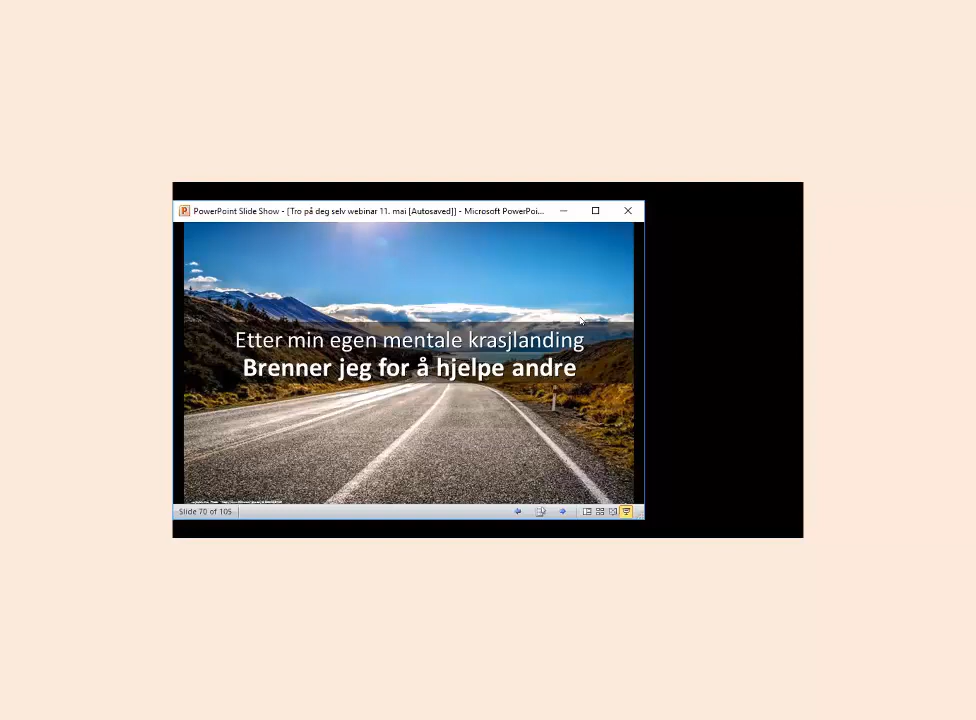 PowerPoint Slide Show - [Tro på deg selv webinar 11. mai [Autosaved]] - Microsoft PowerPoi...
Etter min egen mentale krasjlanding
Brenner jeg for å hjelpe andre
i
Slide 70 of 105